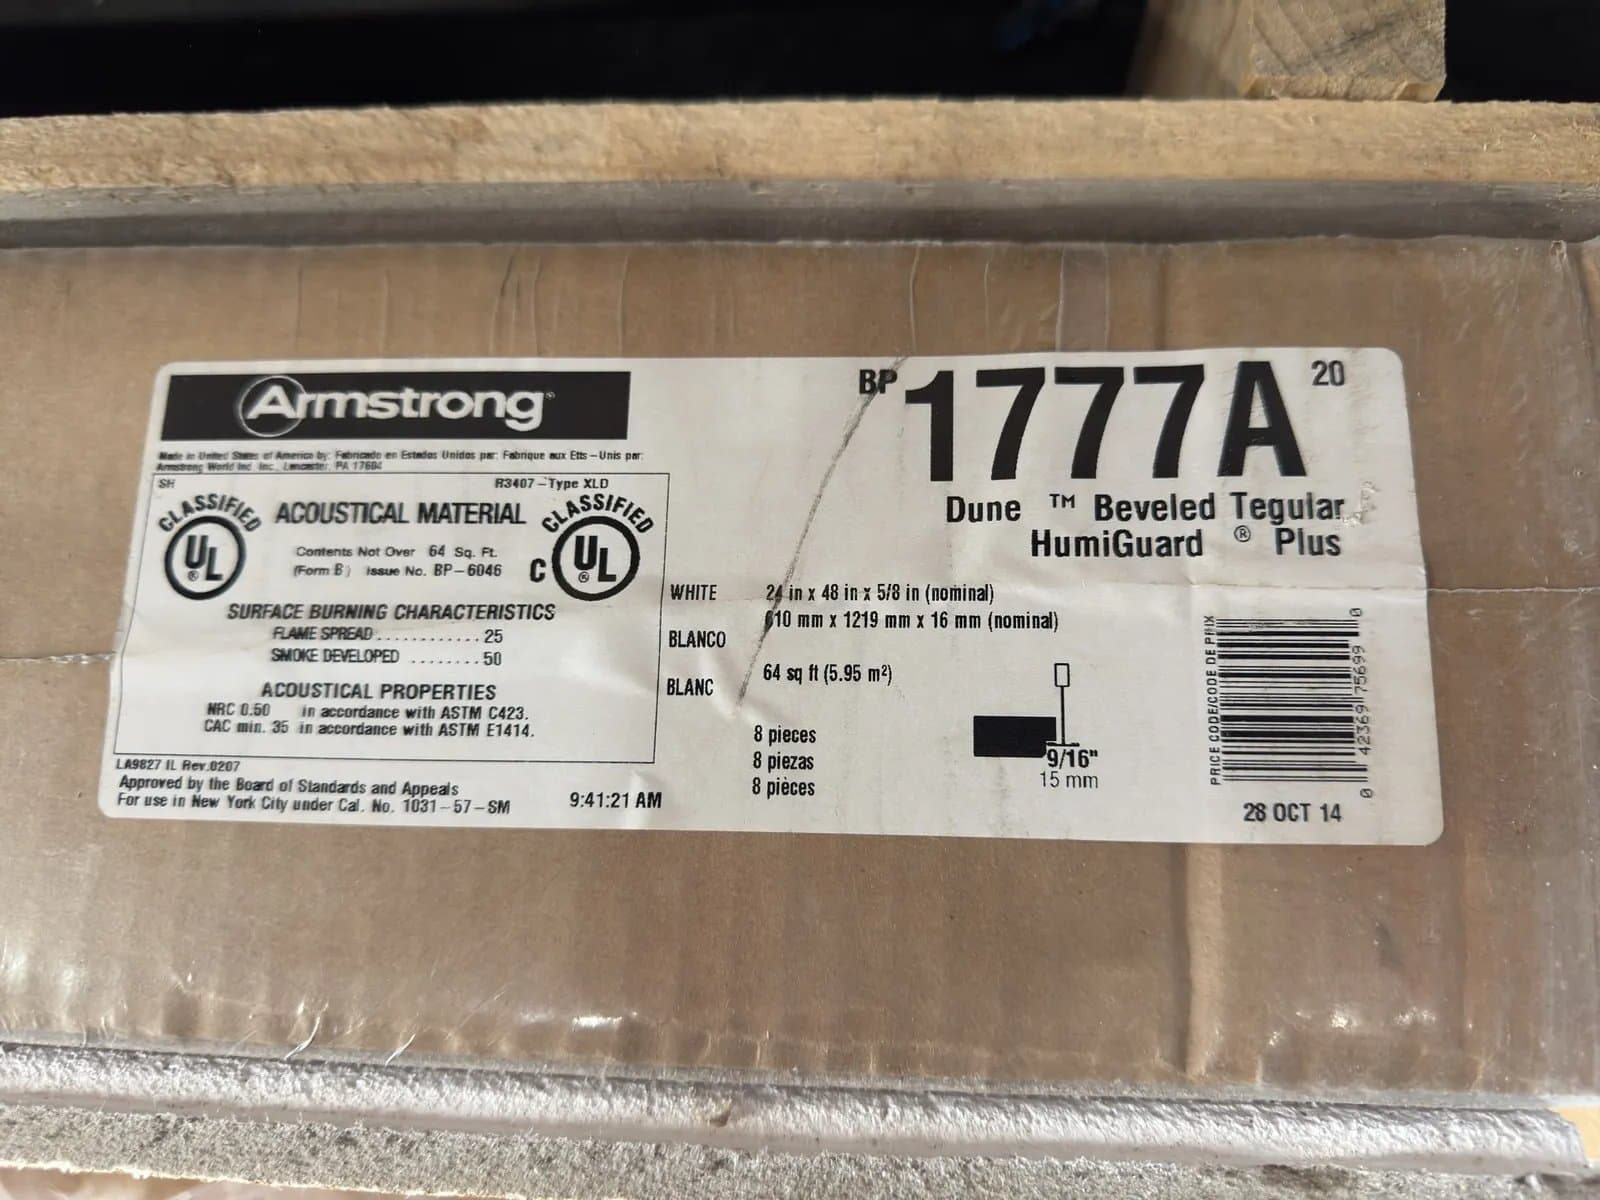 Armstrong®
Made in United States of America by: Fabricado en Estados Unidos por: Fabrique aux Etts-Unis par:
Armstrong World Ind. Inc., Lancaster, PA 17604
SH R3407-Type XLD
CLASSIFIED UL® ACOUSTICAL MATERIAL CLASSIFIED C UL®
Contents Not Over 64 Sq. Ft.
(Form B) Issue No. BP-6046
SURFACE BURNING CHARACTERISTICS
FLAME SPREAD ............ 25
SMOKE DEVELOPED ........ 50
ACOUSTICAL PROPERTIES
NRC 0.50 in accordance with ASTM C423.
CAC min. 35 in accordance with ASTM E1414.
LA9827 IL Rev.0207
Approved by the Board of Standards and Appeals
For use in New York City under Cal. No. 1031-57-SM
9:41:21 AM
BP 1777A 20
Dune ™ Beveled Tegular
HumiGuard ® Plus
WHITE
BLANCO
BLANC
24 in x 48 in x 5/8 in (nominal)
610 mm x 1219 mm x 16 mm (nominal)
64 sq ft (5.95 m²)
8 pieces
8 piezas
8 pièces
9/16"
15 mm
PRICE CODE/CODE DE PRIX
0 42369 75699 0
28 OCT 14